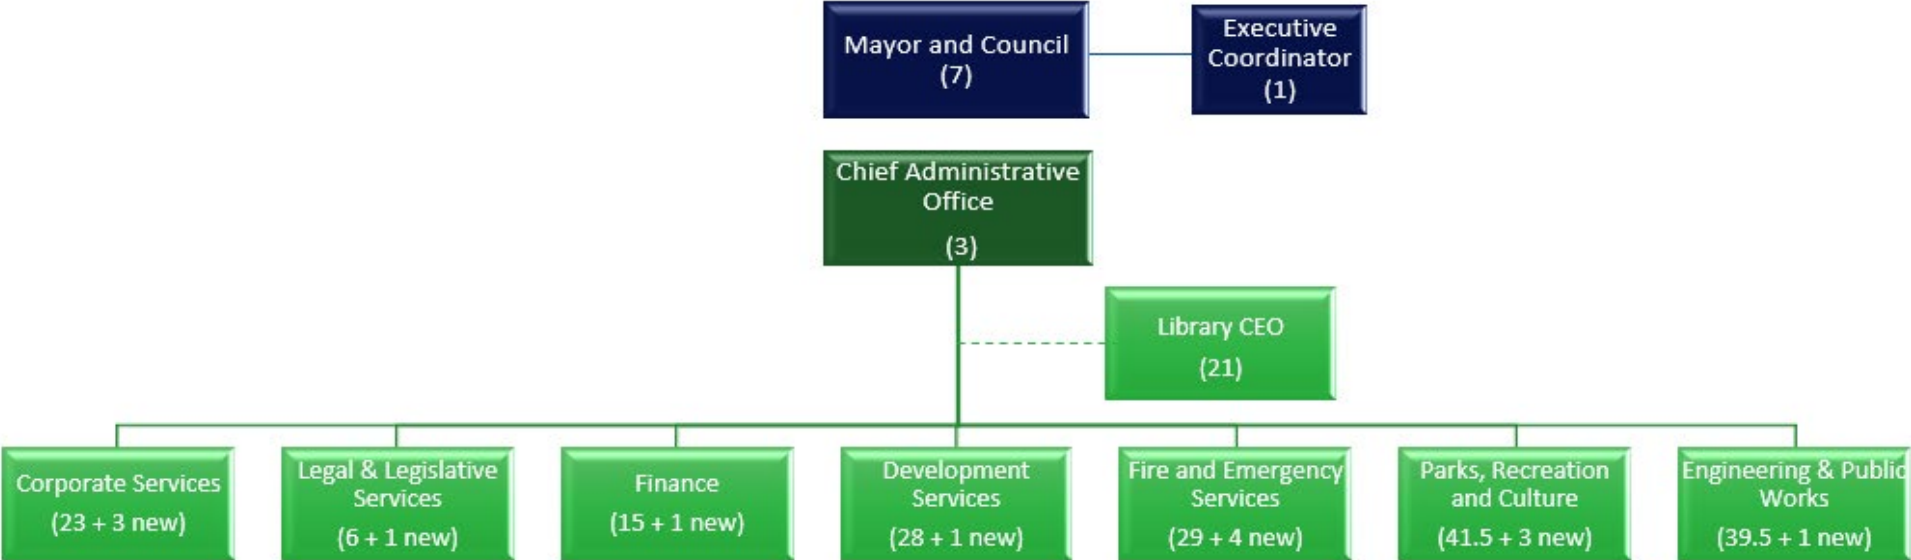 Mayor and Council
(7)
Executive
Coordinator
(1)
Chief Administrative
Office
(3)
Library CEO
(21)
Corporate Services
(23 + 3 new)
Legal & Legislative
Services
(6 + 1 new)
Finance
(15 + 1 new)
Development
Services
(28 + 1 new)
Fire and Emergency
Services
(29 + 4 new)
Parks, Recreation
and Culture
(41.5 + 3 new)
Engineering & Public
Works
(39.5 + 1 new)